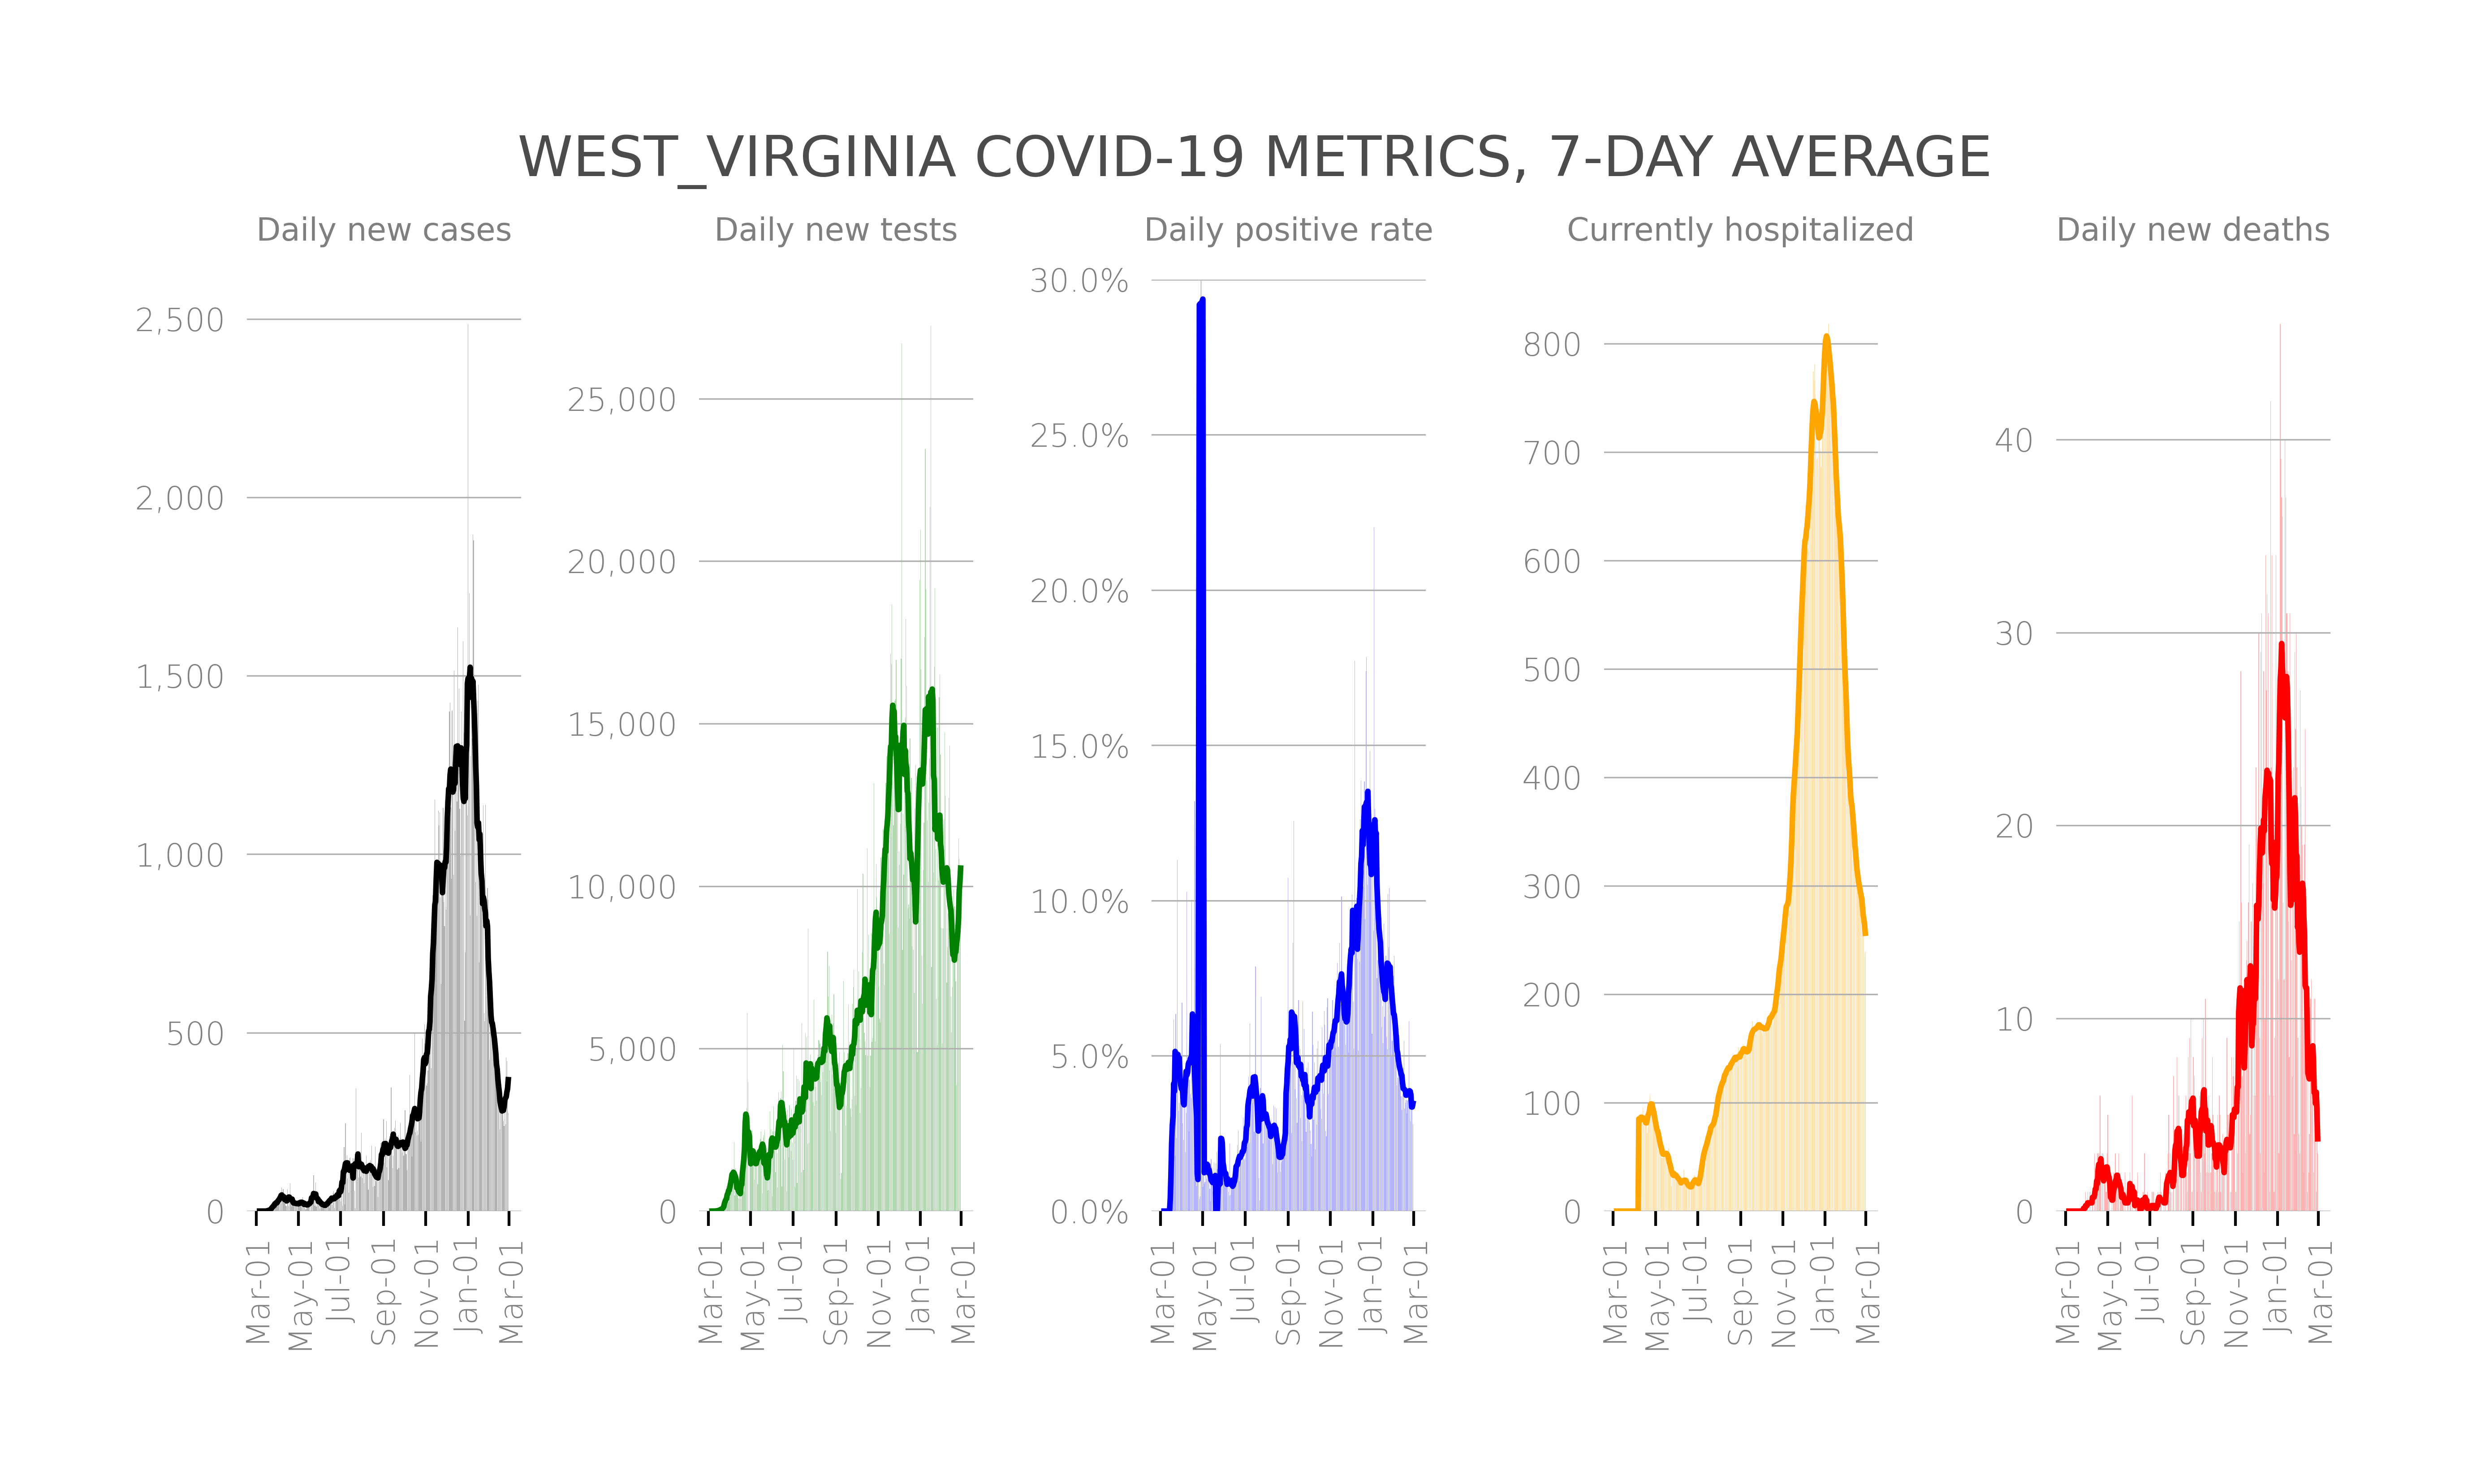 WEST_VIRGINIA COVID-19 METRICS, 7-DAY AVERAGE
Daily new cases
2,500
2,000
1,500
1,000
500
0
Mar-01
May-01
Jul-01
Sep-01
Nov-01
Jan-01
Mar-01
Daily new tests
25,000
20,000
15,000
10,000
5,000
0
Mar-01
May-01
Jul-01
Sep-01
Nov-01
Jan-01
Mar-01
Daily positive rate
30.0%
25.0%
20.0%
15.0%
10.0%
5.0%
0.0%
Mar-01
May-01
Jul-01
Sep-01
Nov-01
Jan-01
Mar-01
Currently hospitalized
800
700
600
500
400
300
200
100
0
Mar-01
May-01
Jul-01
Sep-01
Nov-01
Jan-01
Mar-01
Daily new deaths
40
30
20
10
0
Mar-01
May-01
Jul-01
Sep-01
Nov-01
Jan-01
Mar-01